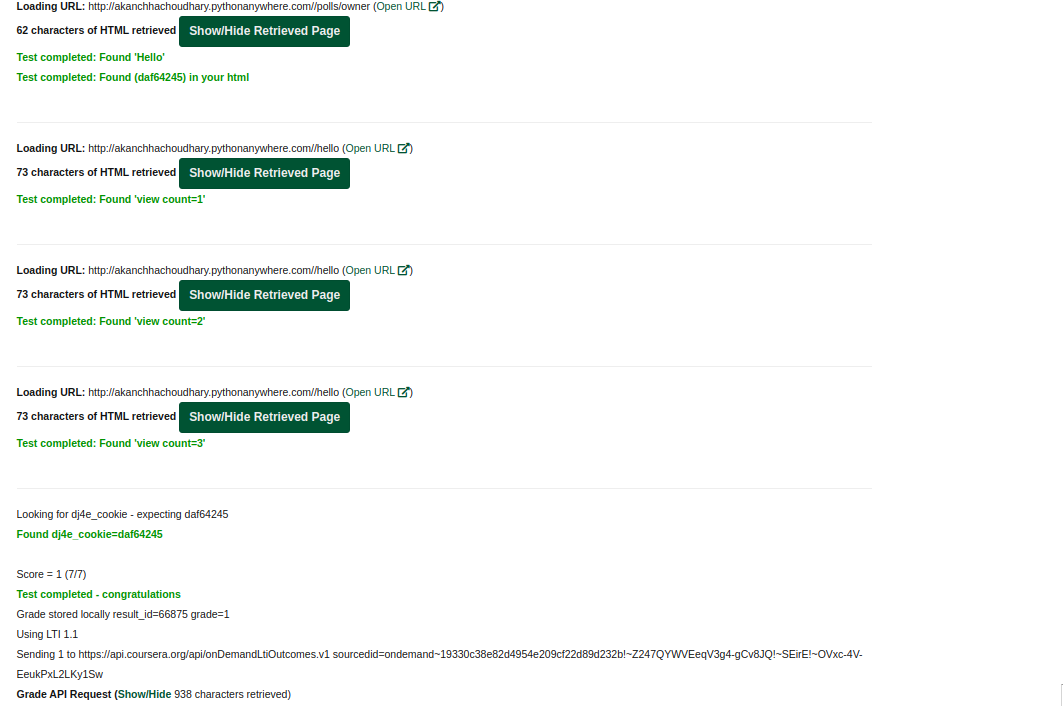 Loading URL: http://akanchhachoudhary.pythonanywhere.com//polls/owner (Open URL)
62 characters of HTML retrieved Show/Hide Retrieved Page
Test completed: Found 'Hello'
Test completed: Found (daf64245) in your html
Loading URL: http://akanchhachoudhary.pythonanywhere.com//hello (Open URL)
73 characters of HTML retrieved Show/Hide Retrieved Page
Test completed: Found 'view count=1'
Loading URL: http://akanchhachoudhary.pythonanywhere.com//hello (Open URL)
73 characters of HTML retrieved Show/Hide Retrieved Page
Test completed: Found 'view count=2'
Loading URL: http://akanchhachoudhary.pythonanywhere.com//hello (Open URL)
73 characters of HTML retrieved Show/Hide Retrieved Page
Test completed: Found 'view count=3'
Looking for dj4e_cookie - expecting daf64245
Found dj4e_cookie=daf64245
Score = 1 (7/7)
Test completed - congratulations
Grade stored locally result_id=66875 grade=1
Using LTI 1.1
Sending 1 to https://api.coursera.org/api/onDemandLtiOutcomes.v1 sourcedid=ondemand~19330c38e82d4954e209cf22d89d232b!~Z247QYWVEeqV3g4-gCv8JQ!~SEirE!~OVxc-4V-
EeukPxL2LKy1Sw
Grade API Request (Show/Hide 938 characters retrieved)